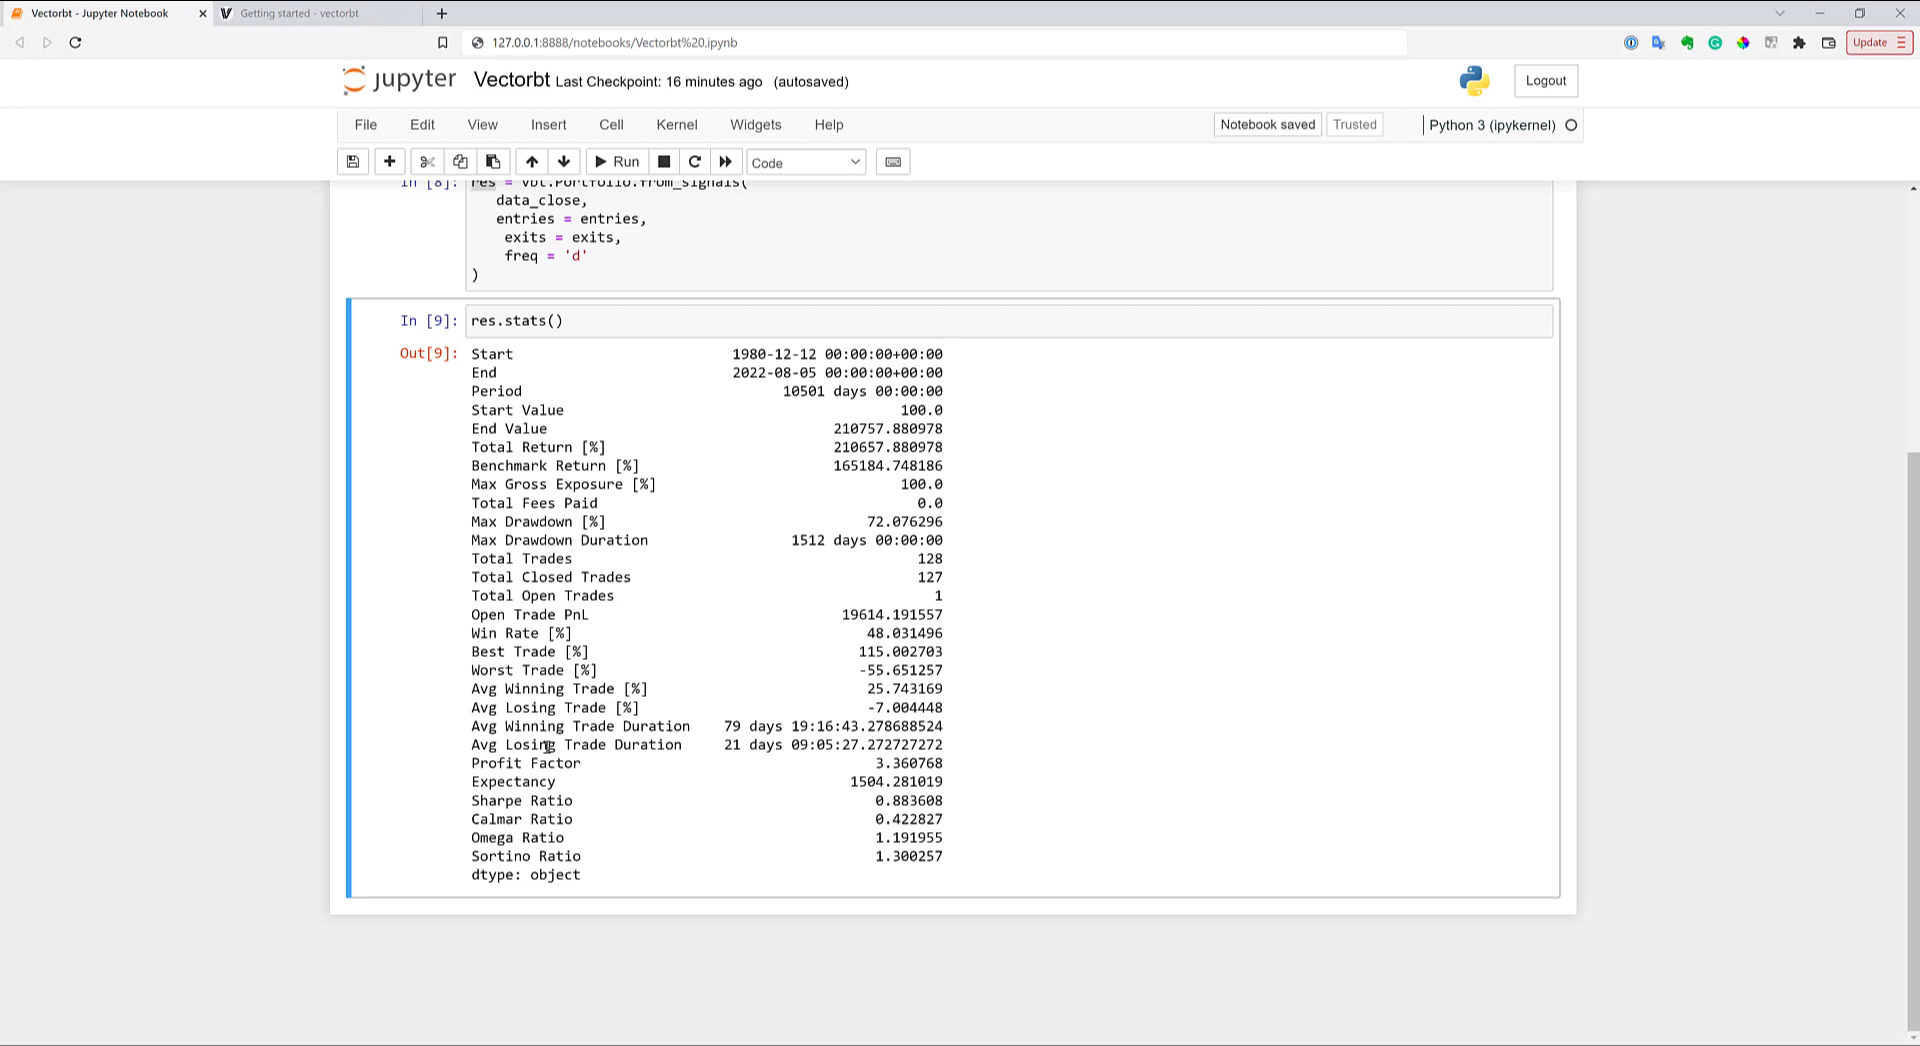 Vectorbt - Jupyter Notebook
Getting started - vectorbt
127.0.0.1:8888/notebooks/Vectorbt%20.ipynb
Update
jupyter Vectorbt Last Checkpoint: 16 minutes ago (autosaved)
Logout
File Edit View Insert Cell Kernel Widgets Help
Notebook saved Trusted Python 3 (ipykernel)
Run Code
In [8]: res = vbt.Portfolio.from_signals(
data_close,
entries = entries,
exits = exits,
freq = 'd'
)
In [9]: res.stats()
Out[9]: Start 1980-12-12 00:00:00+00:00
End 2022-08-05 00:00:00+00:00
Period 10501 days 00:00:00
Start Value 100.0
End Value 210757.880978
Total Return [%] 210657.880978
Benchmark Return [%] 165184.748186
Max Gross Exposure [%] 100.0
Total Fees Paid 0.0
Max Drawdown [%] 72.076296
Max Drawdown Duration 1512 days 00:00:00
Total Trades 128
Total Closed Trades 127
Total Open Trades 1
Open Trade PnL 19614.191557
Win Rate [%] 48.031496
Best Trade [%] 115.002703
Worst Trade [%] -55.651257
Avg Winning Trade [%] 25.743169
Avg Losing Trade [%] -7.004448
Avg Winning Trade Duration 79 days 19:16:43.278688524
Avg Losing Trade Duration 21 days 09:05:27.272727272
Profit Factor 3.360768
Expectancy 1504.281019
Sharpe Ratio 0.883608
Calmar Ratio 0.422827
Omega Ratio 1.191955
Sortino Ratio 1.300257
dtype: object